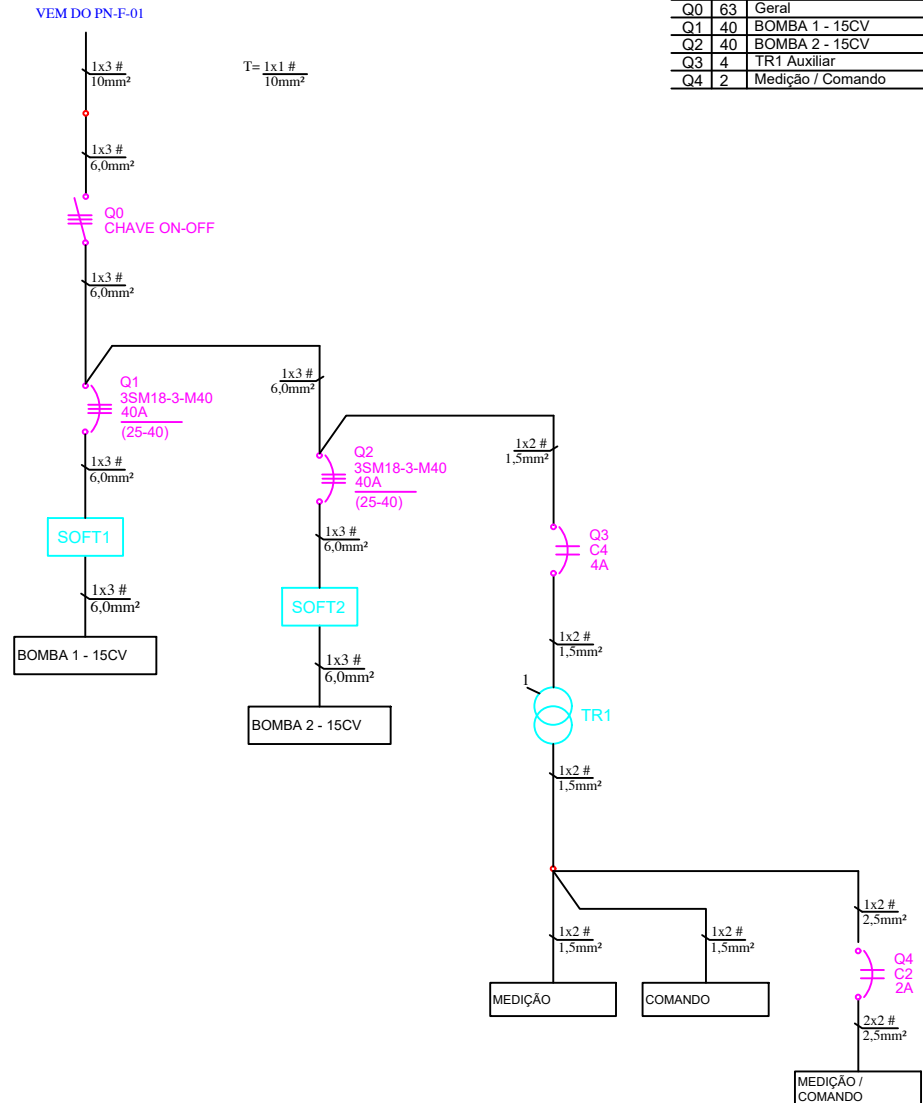 VEM DO PN-F-01
Q0 63 Geral
Q1 40 BOMBA 1 - 15CV
Q2 40 BOMBA 2 - 15CV
Q3 4 TR1 Auxiliar
Q4 2 Medição / Comando
1x3 #
10mm²
T= 1x1 #
10mm²
1x3 #
6,0mm²
Q0
CHAVE ON-OFF
1x3 #
6,0mm²
1x3 #
6,0mm²
Q1
3SM18-3-M40
40A
(25-40)
1x3 #
6,0mm²
SOFT1
1x3 #
6,0mm²
BOMBA 1 - 15CV
Q2
3SM18-3-M40
40A
(25-40)
1x3 #
6,0mm²
SOFT2
1x3 #
6,0mm²
BOMBA 2 - 15CV
1x2 #
1,5mm²
Q3
C4
4A
1x2 #
1,5mm²
1
TR1
1x2 #
1,5mm²
1x2 #
1,5mm²
MEDIÇÃO
1x2 #
1,5mm²
COMANDO
1x2 #
2,5mm²
Q4
C2
2A
2x2 #
2,5mm²
MEDIÇÃO /
COMANDO